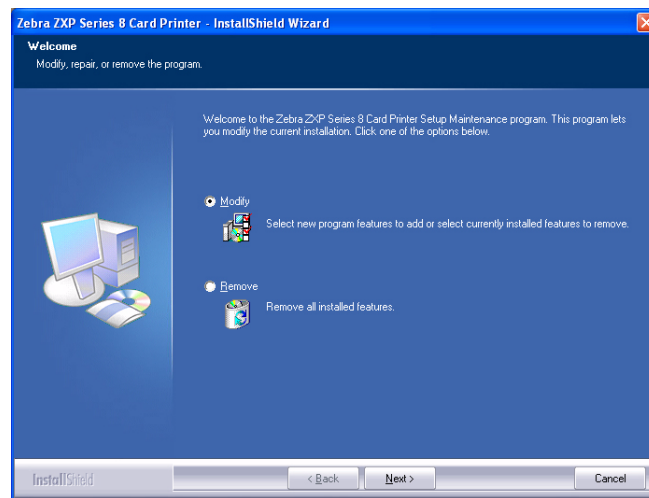 Zebra ZXP Series 8 Card Printer - InstallShield Wizard
Welcome
Modify, repair, or remove the program.
Welcome to the Zebra ZXP Series 8 Card Printer Setup Maintenance program. This program lets
you modify the current installation. Click one of the options below.
Modify
Select new program features to add or select currently installed features to remove.
Remove
Remove all installed features.
InstallShield
< Back
Next >
Cancel